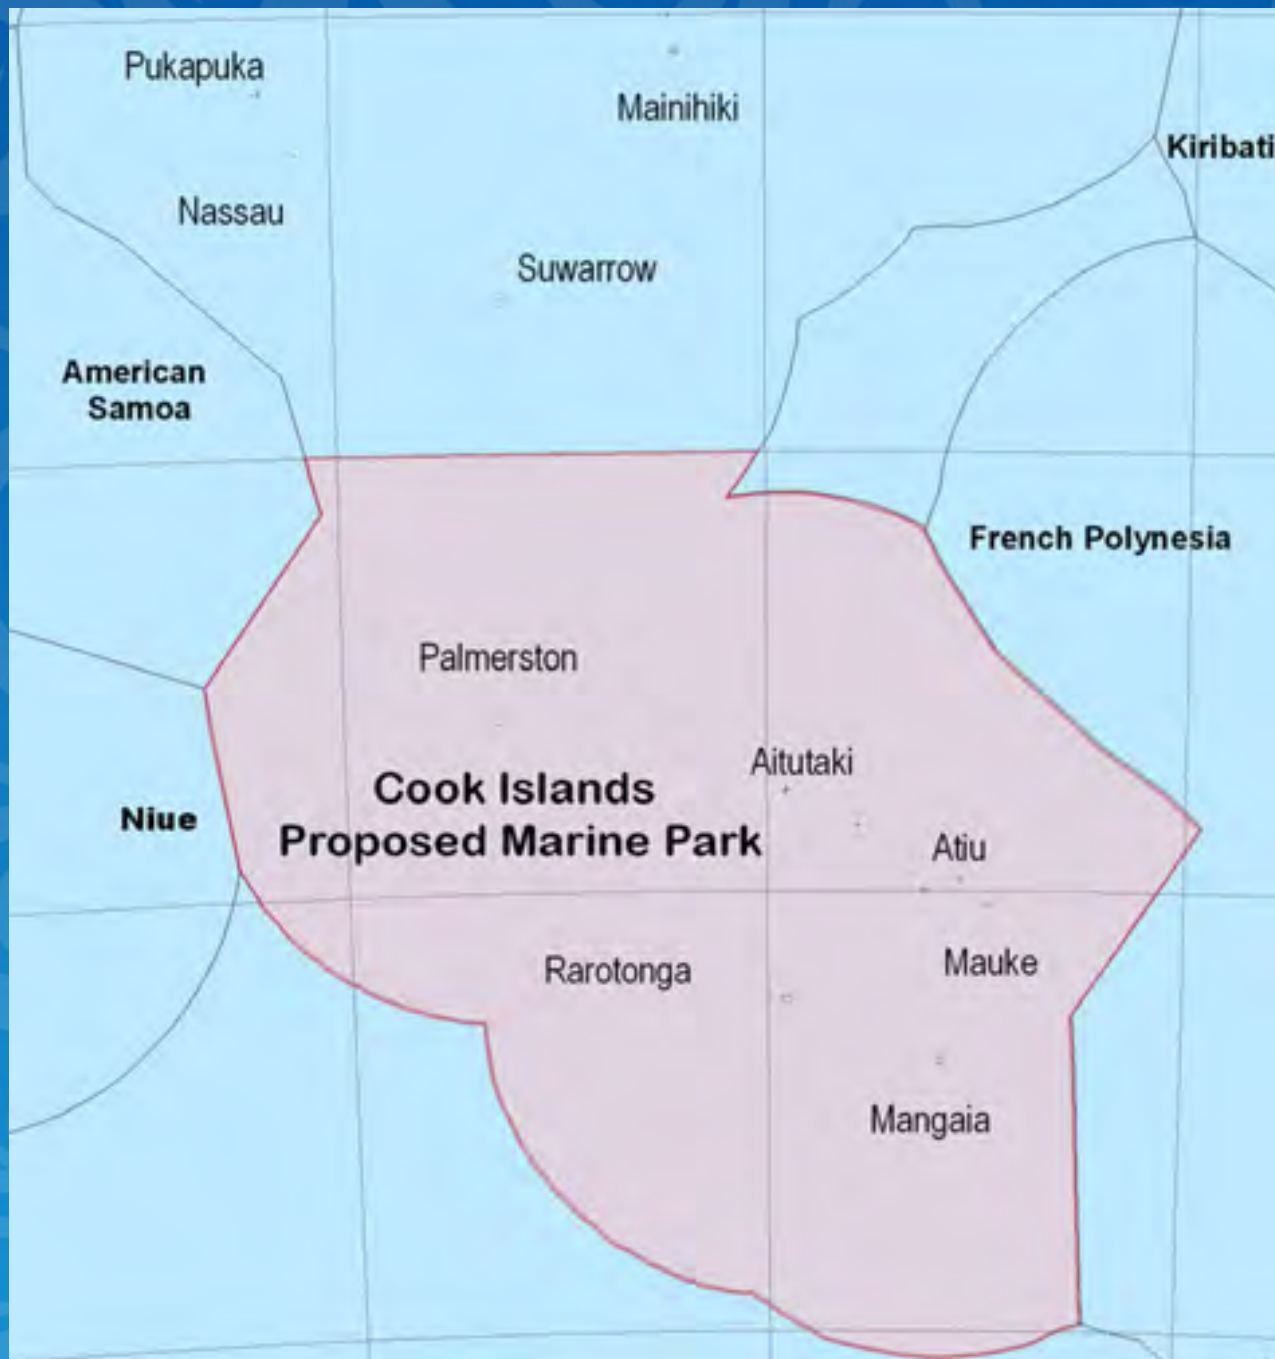 Pukapuka
Mainihiki
Kiribati
Nassau
Suwarrow
American
Samoa
French Polynesia
Palmerston
Aitutaki
Cook Islands
Proposed Marine Park
Niue
Atiu
Rarotonga
Mauke
Mangaia